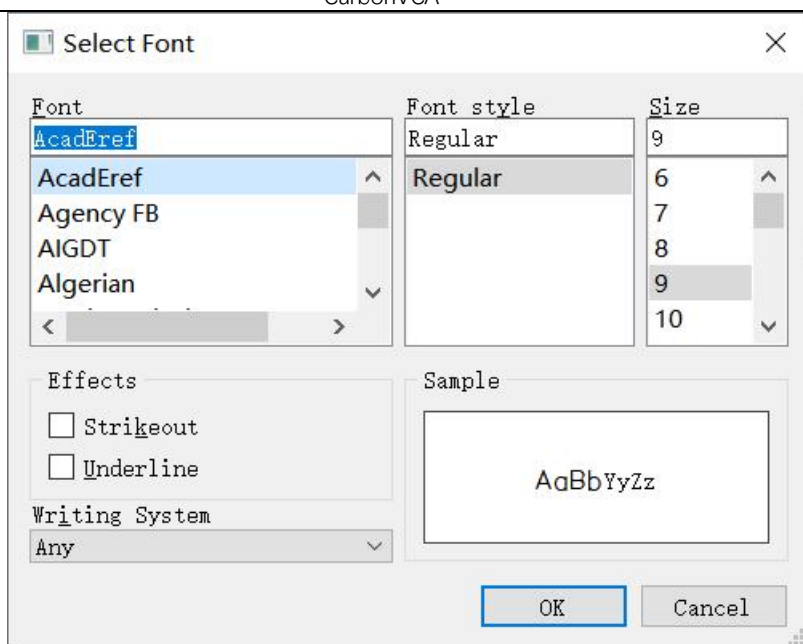 CarbonVCA
Select Font
Font
Font style
Size
AcadEref
Regular
9
AcadEref
Agency FB
AIGDT
Algerian
Regular
6
7
8
9
10
Effects
Strikeout
Underline
Writing System
Any
Sample
AaBbYyZz
OK
Cancel